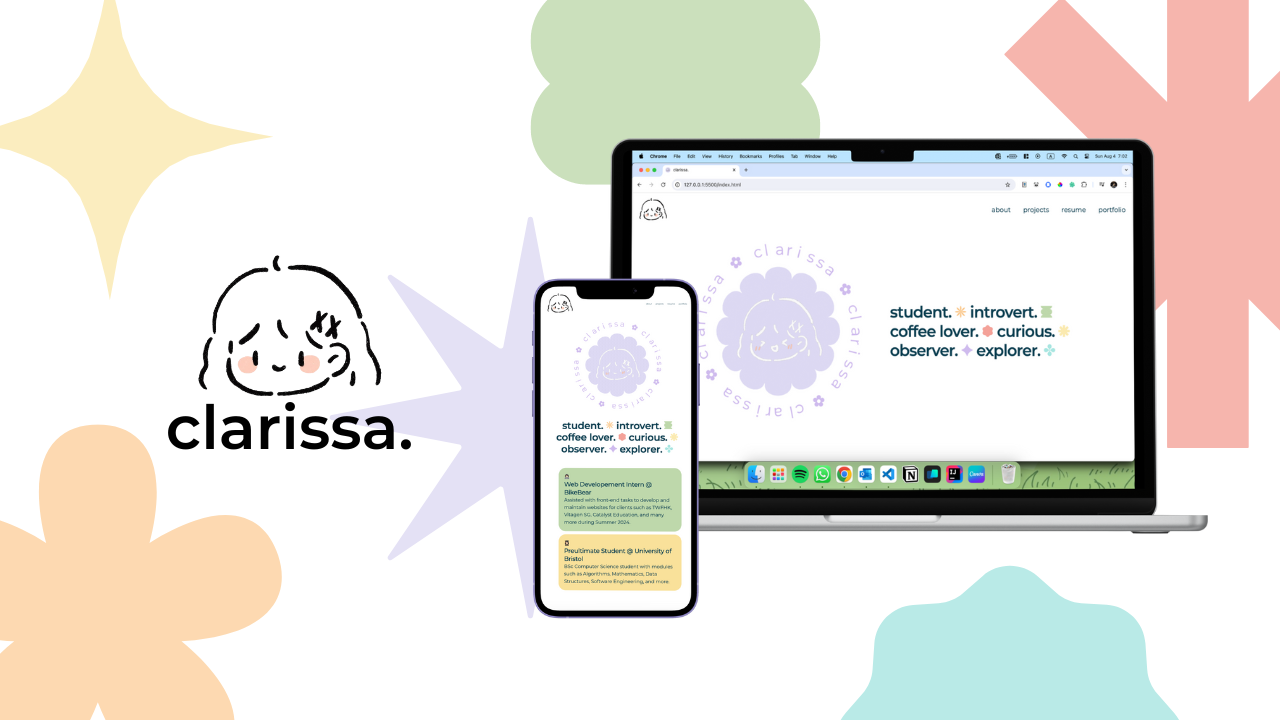 clarissa.
Chrome File Edit View History Bookmarks Profiles Tab Window Help
Sun Aug 4 7:02
clarissa.
127.0.0.1:5500/index.html
about projects resume portfolio
clarissa clarissa clarissa clarissa
student. introvert.
coffee lover. curious.
observer. explorer.
clarissa clarissa clarissa clarissa
student. introvert.
coffee lover. curious.
observer. explorer.
Web Developement Intern @
BikeBear
Assisted with front-end tasks to develop and
maintain websites for clients such as TWFHK,
Vilagon SG, Catalyst Education, and many
more during Summer 2024.
Preultimate Student @ University of
Bristol
BSc Computer Science student with modules
such as Algorithms, Mathematics, Data
Structures, Software Engineering, and more.